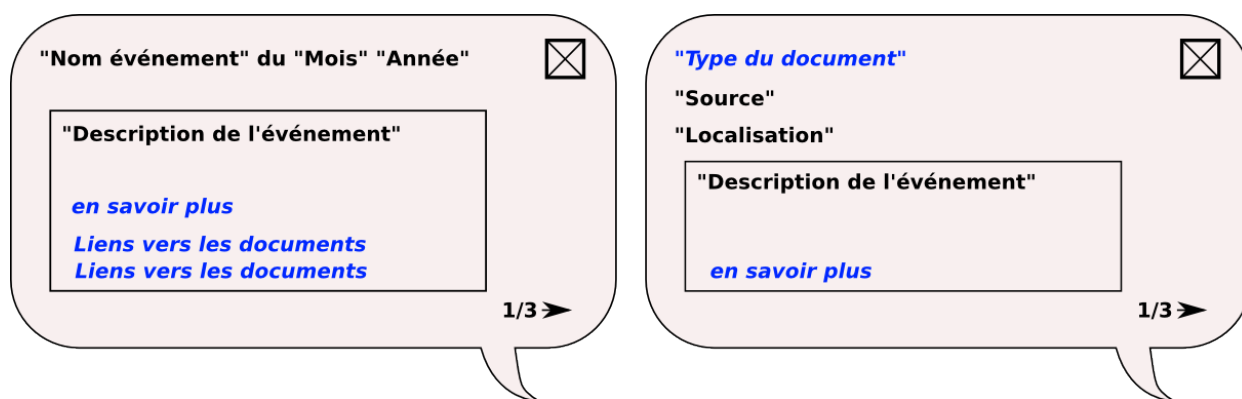 "Nom événement" du "Mois" "Année"
"Description de l'événement"
en savoir plus
Liens vers les documents
Liens vers les documents
1/3
"Type du document"
"Source"
"Localisation"
"Description de l'événement"
en savoir plus
1/3